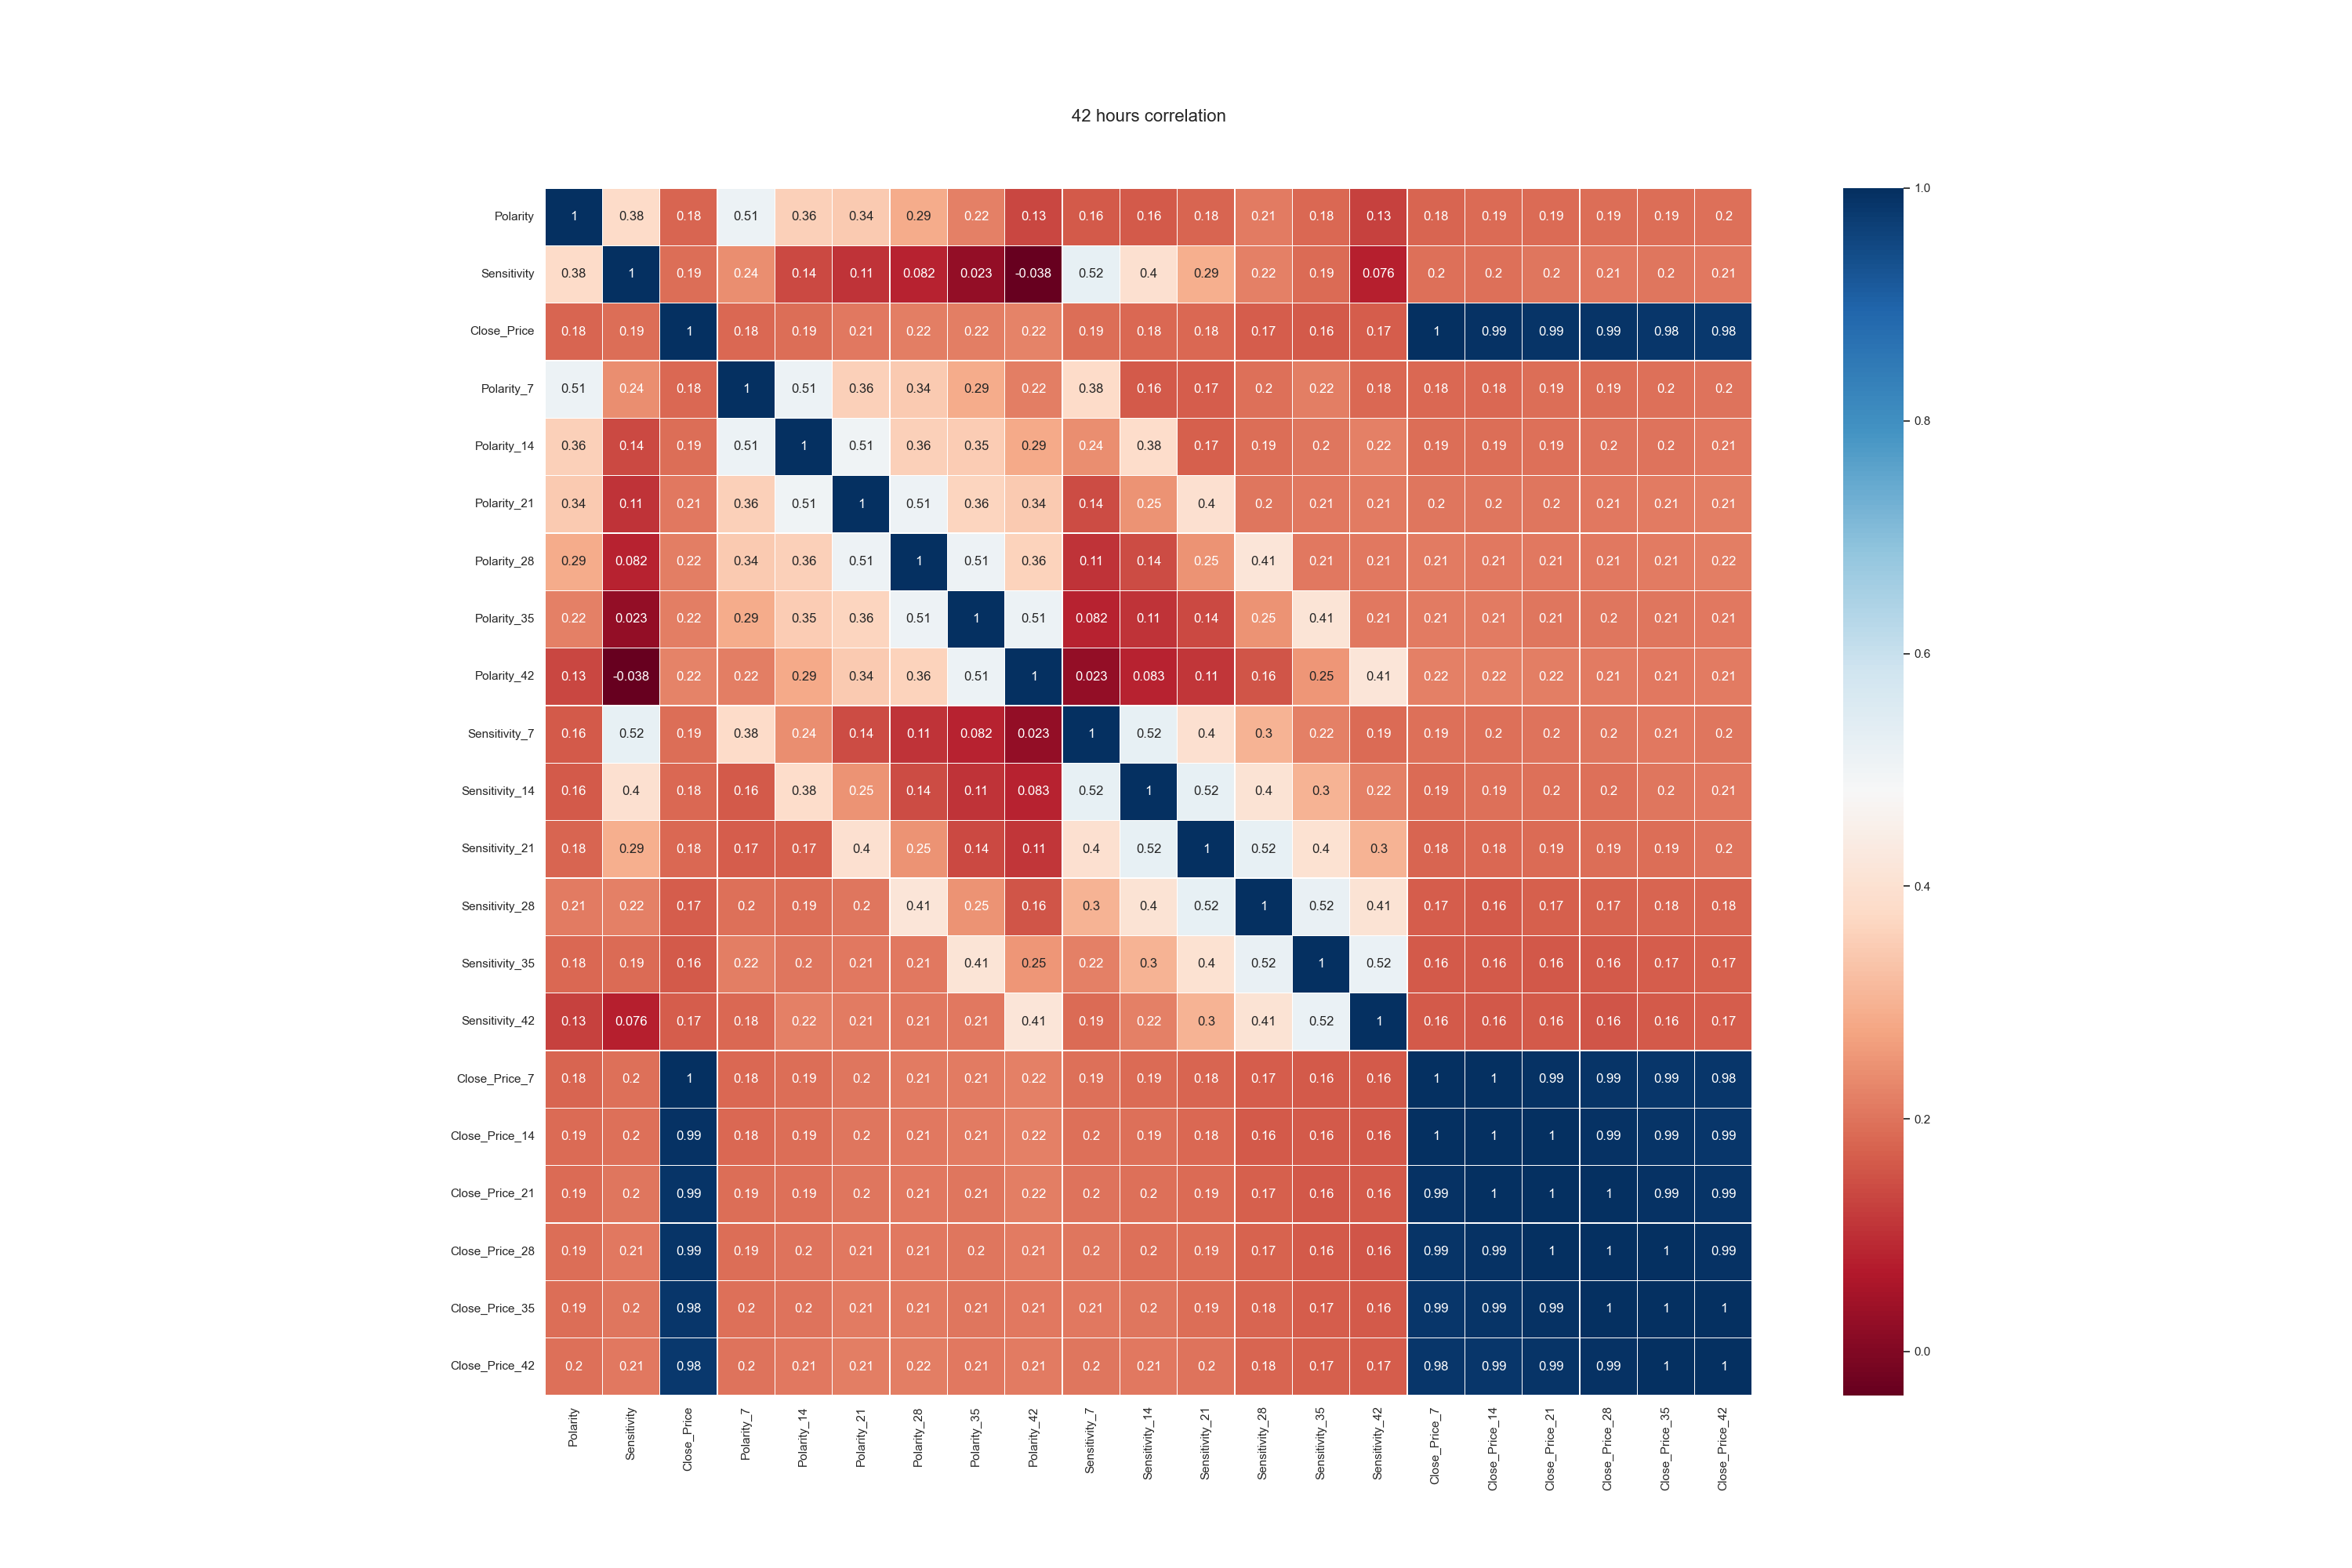 42 hours correlation
Polarity 1 0.38 0.18 0.51 0.36 0.34 0.29 0.22 0.13 0.16 0.16 0.18 0.21 0.18 0.13 0.18 0.19 0.19 0.19 0.19 0.2
Sensitivity 0.38 1 0.19 0.24 0.14 0.11 0.082 0.023 -0.038 0.52 0.4 0.29 0.22 0.19 0.076 0.2 0.2 0.2 0.21 0.2 0.21
Close_Price 0.18 0.19 1 0.18 0.19 0.21 0.22 0.22 0.22 0.19 0.18 0.18 0.17 0.16 0.17 1 0.99 0.99 0.99 0.98 0.98
Polarity_7 0.51 0.24 0.18 1 0.51 0.36 0.34 0.29 0.22 0.38 0.16 0.17 0.2 0.22 0.18 0.18 0.18 0.19 0.19 0.2 0.2
Polarity_14 0.36 0.14 0.19 0.51 1 0.51 0.36 0.35 0.29 0.24 0.38 0.17 0.19 0.2 0.22 0.19 0.19 0.19 0.2 0.2 0.21
Polarity_21 0.34 0.11 0.21 0.36 0.51 1 0.51 0.36 0.34 0.14 0.25 0.4 0.2 0.21 0.21 0.2 0.2 0.2 0.21 0.21 0.21
Polarity_28 0.29 0.082 0.22 0.34 0.36 0.51 1 0.51 0.36 0.11 0.14 0.25 0.41 0.21 0.21 0.21 0.21 0.21 0.21 0.21 0.22
Polarity_35 0.22 0.023 0.22 0.29 0.35 0.36 0.51 1 0.51 0.082 0.11 0.14 0.25 0.41 0.21 0.21 0.21 0.21 0.2 0.21 0.21
Polarity_42 0.13 -0.038 0.22 0.22 0.29 0.34 0.36 0.51 1 0.023 0.083 0.11 0.16 0.25 0.41 0.22 0.22 0.22 0.21 0.21 0.21
Sensitivity_7 0.16 0.52 0.19 0.38 0.24 0.14 0.11 0.082 0.023 1 0.52 0.4 0.3 0.22 0.19 0.19 0.2 0.2 0.2 0.21 0.2
Sensitivity_14 0.16 0.4 0.18 0.16 0.38 0.25 0.14 0.11 0.083 0.52 1 0.52 0.4 0.3 0.22 0.19 0.19 0.2 0.2 0.2 0.21
Sensitivity_21 0.18 0.29 0.18 0.17 0.17 0.4 0.25 0.14 0.11 0.4 0.52 1 0.52 0.4 0.3 0.18 0.18 0.19 0.19 0.19 0.2
Sensitivity_28 0.21 0.22 0.17 0.2 0.19 0.2 0.41 0.25 0.16 0.3 0.4 0.52 1 0.52 0.41 0.17 0.16 0.17 0.17 0.18 0.18
Sensitivity_35 0.18 0.19 0.16 0.22 0.2 0.21 0.21 0.41 0.25 0.22 0.3 0.4 0.52 1 0.52 0.16 0.16 0.16 0.16 0.17 0.17
Sensitivity_42 0.13 0.076 0.17 0.18 0.22 0.21 0.21 0.21 0.41 0.19 0.22 0.3 0.41 0.52 1 0.16 0.16 0.16 0.16 0.16 0.17
Close_Price_7 0.18 0.2 1 0.18 0.19 0.2 0.21 0.21 0.22 0.19 0.19 0.18 0.17 0.16 0.16 1 1 0.99 0.99 0.99 0.98
Close_Price_14 0.19 0.2 0.99 0.18 0.19 0.2 0.21 0.21 0.22 0.2 0.19 0.18 0.16 0.16 0.16 1 1 1 0.99 0.99 0.99
Close_Price_21 0.19 0.2 0.99 0.19 0.19 0.2 0.21 0.21 0.22 0.2 0.2 0.19 0.17 0.16 0.16 0.99 1 1 1 0.99 0.99
Close_Price_28 0.19 0.21 0.99 0.19 0.2 0.21 0.21 0.2 0.21 0.2 0.2 0.19 0.17 0.16 0.16 0.99 0.99 1 1 1 0.99
Close_Price_35 0.19 0.2 0.98 0.2 0.2 0.21 0.21 0.21 0.21 0.21 0.2 0.19 0.18 0.17 0.16 0.99 0.99 0.99 1 1 1
Close_Price_42 0.2 0.21 0.98 0.2 0.21 0.21 0.22 0.21 0.21 0.2 0.21 0.2 0.18 0.17 0.17 0.98 0.99 0.99 0.99 1 1
Polarity Sensitivity Close_Price Polarity_7 Polarity_14 Polarity_21 Polarity_28 Polarity_35 Polarity_42 Sensitivity_7 Sensitivity_14 Sensitivity_21 Sensitivity_28 Sensitivity_35 Sensitivity_42 Close_Price_7 Close_Price_14 Close_Price_21 Close_Price_28 Close_Price_35 Close_Price_42
1.0
0.8
0.6
0.4
0.2
0.0